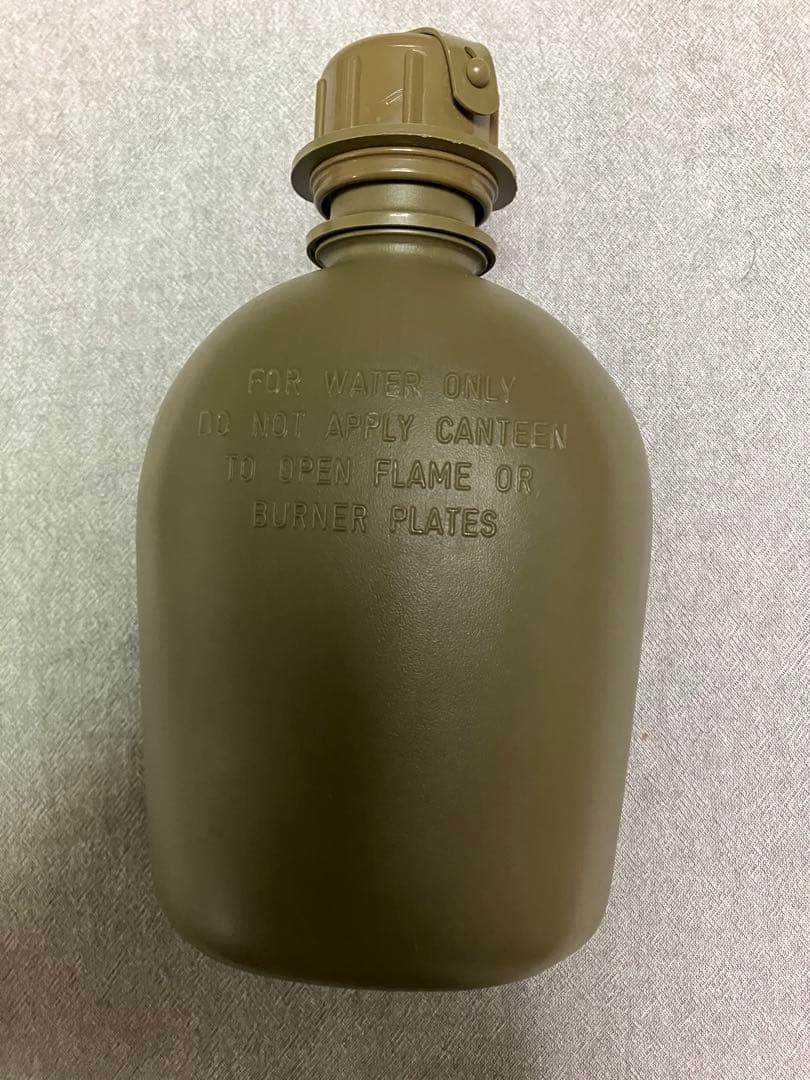 FOR WATER ONLY
DO NOT APPLY CANTEEN
TO OPEN FLAME OR
BURNER PLATES